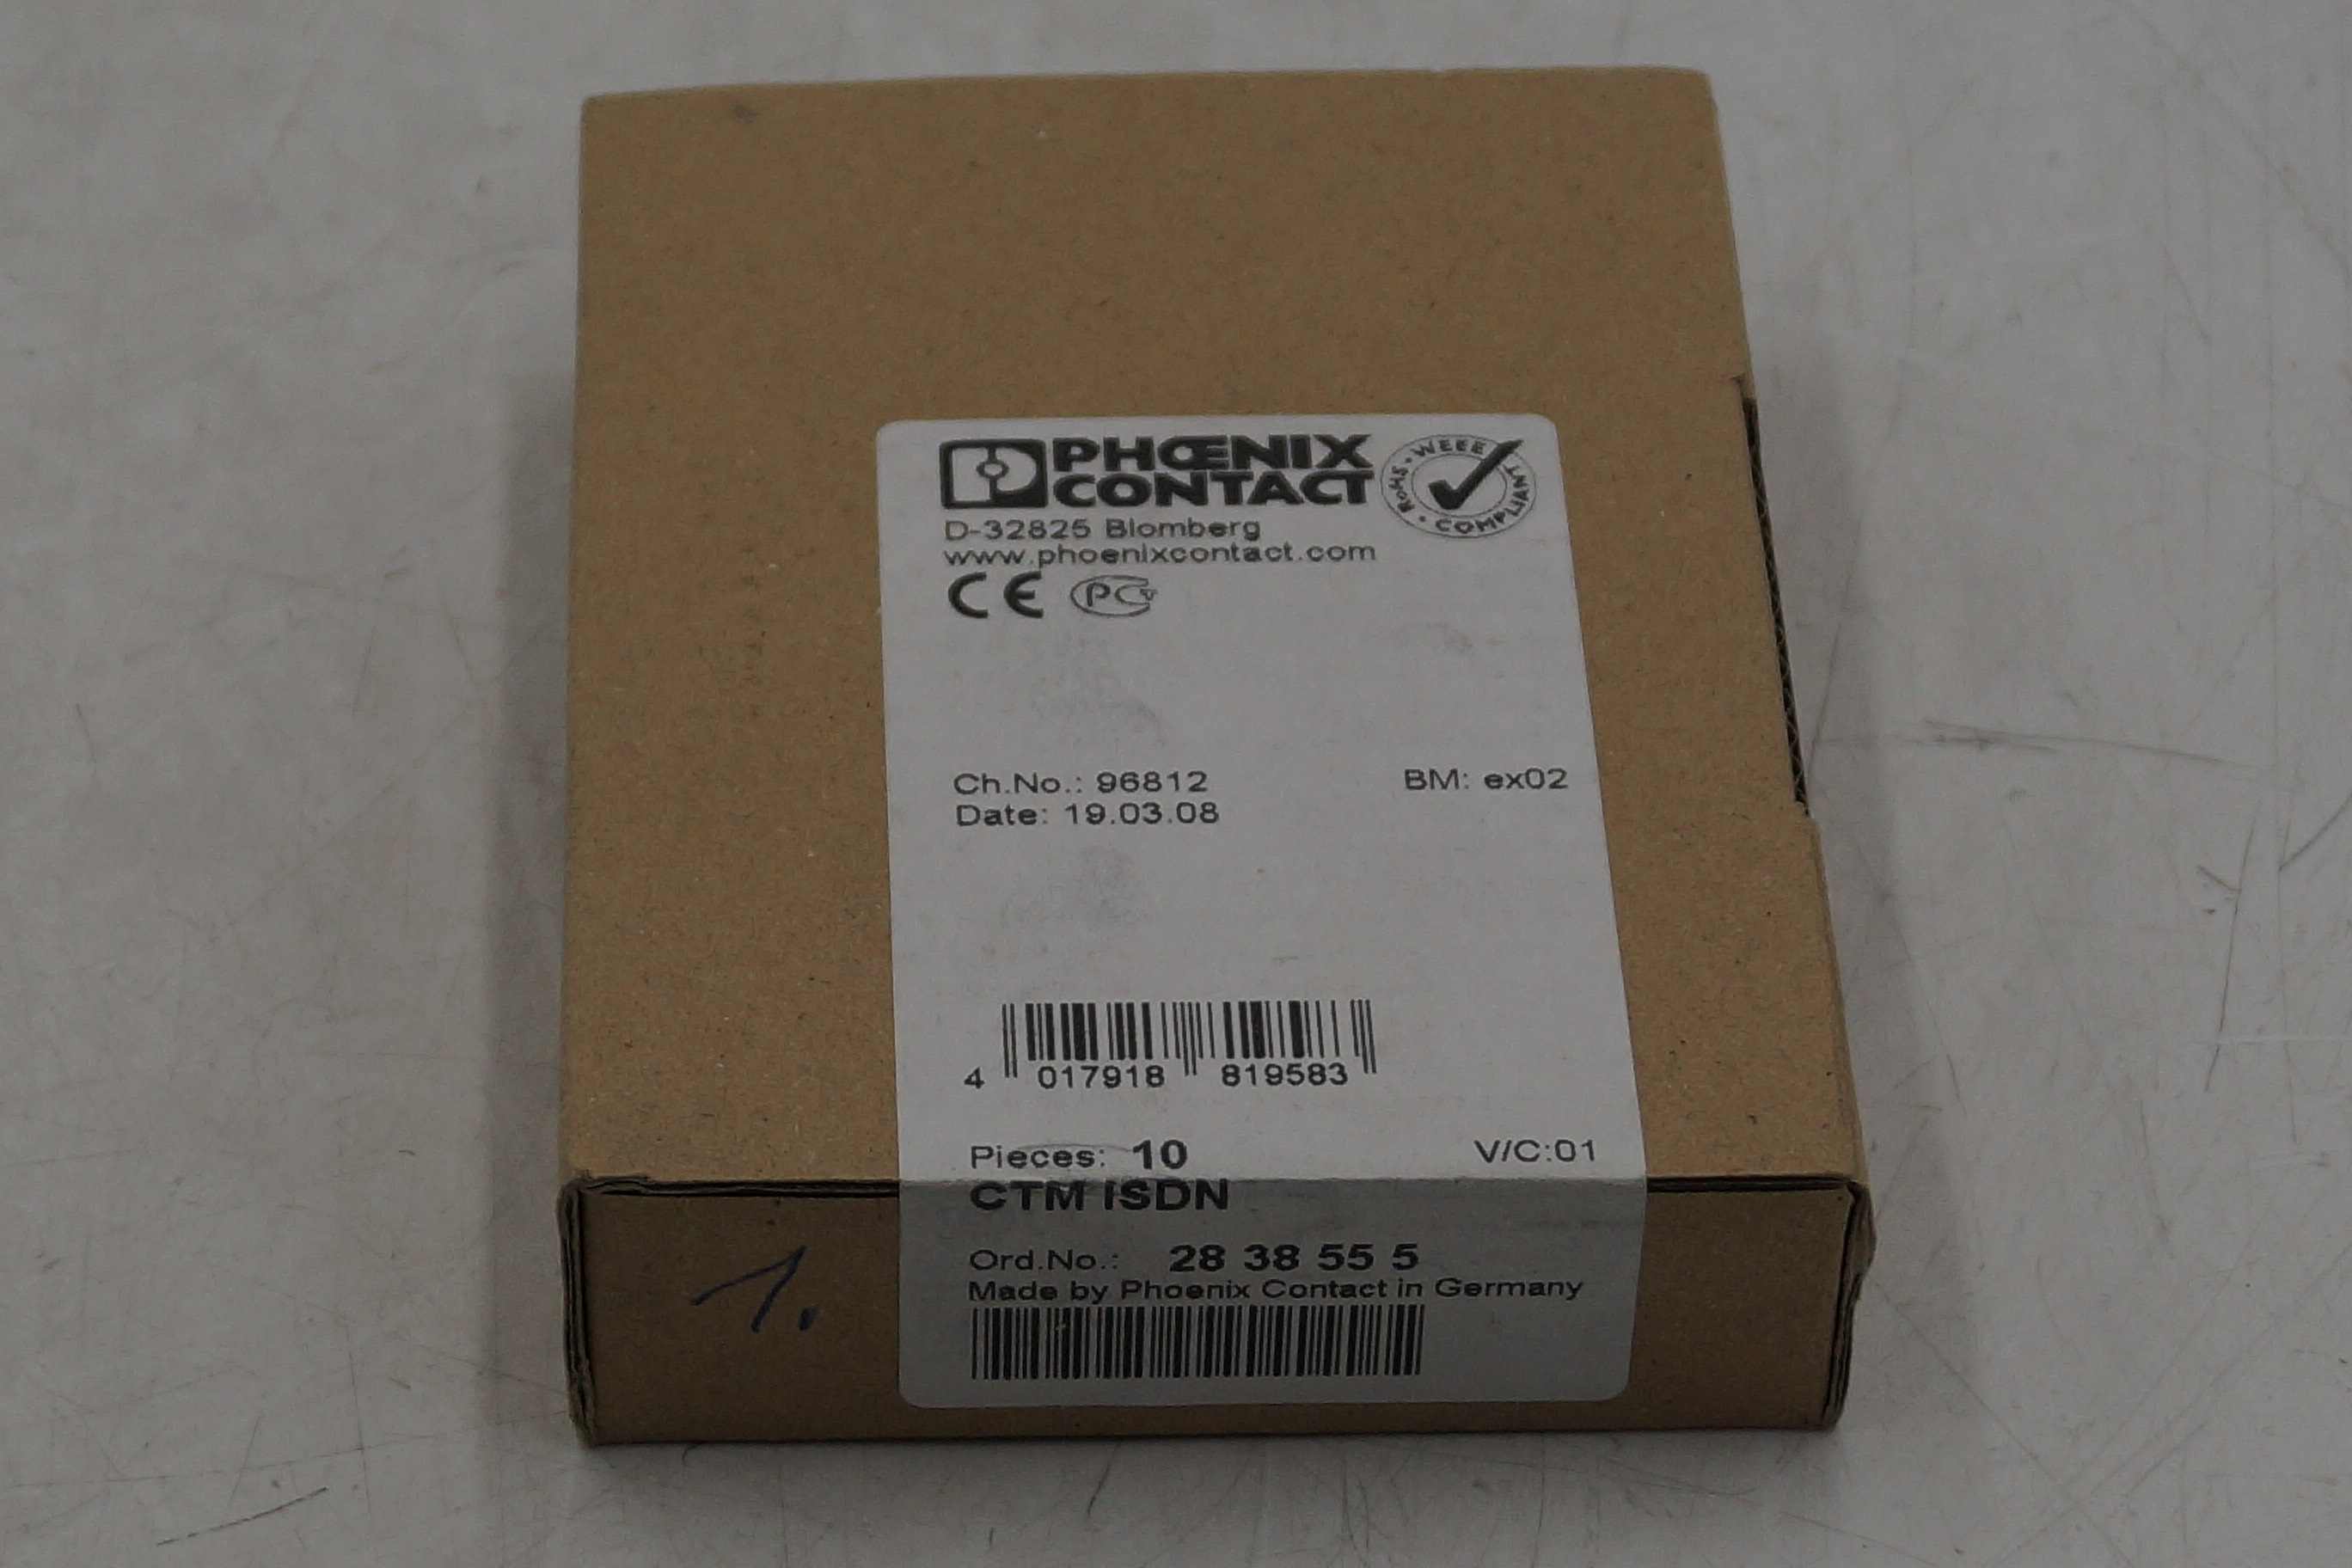 PHŒNIX
CONTACT
RoHS · WEEE · COMPLIANT
D-32825 Blomberg
www.phoenixcontact.com
CE PC
Ch.No.: 96812 BM: ex02
Date: 19.03.08
4 017918 819583
Pieces: 10 V/C:01
CTM ISDN
Ord.No.: 28 38 55 5
Made by Phoenix Contact in Germany
1.